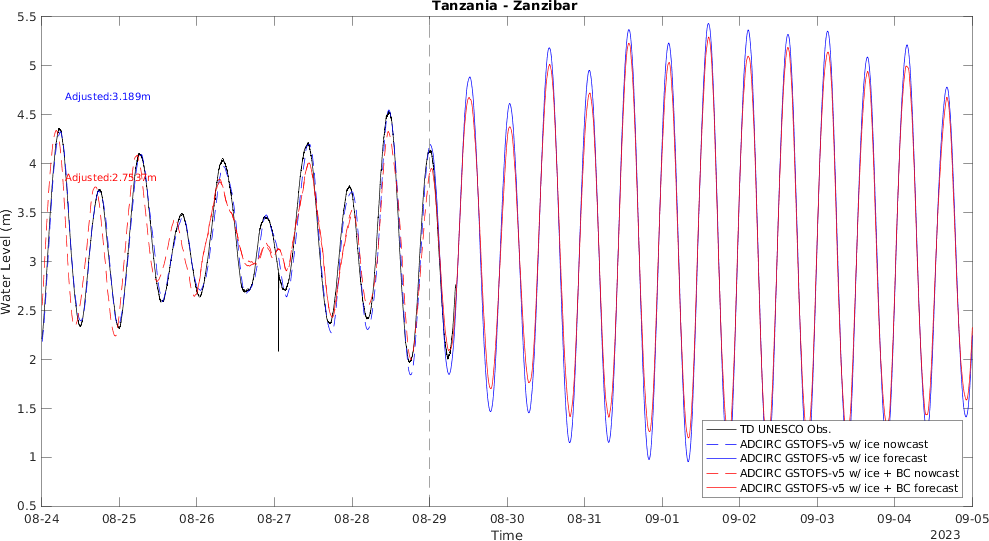 Tanzania - Zanzibar
5.5
5
4.5
4
3.5
3
2.5
2
1.5
1
0.5
Water Level (m)
Adjusted:3.189m
Adjusted:2.7537m
TD UNESCO Obs.
ADCIRC GSTOFS-v5 w/ ice nowcast
ADCIRC GSTOFS-v5 w/ ice forecast
ADCIRC GSTOFS-v5 w/ ice + BC nowcast
ADCIRC GSTOFS-v5 w/ ice + BC forecast
08-24 08-25 08-26 08-27 08-28 08-29 08-30 08-31 09-01 09-02 09-03 09-04 09-05
Time
2023